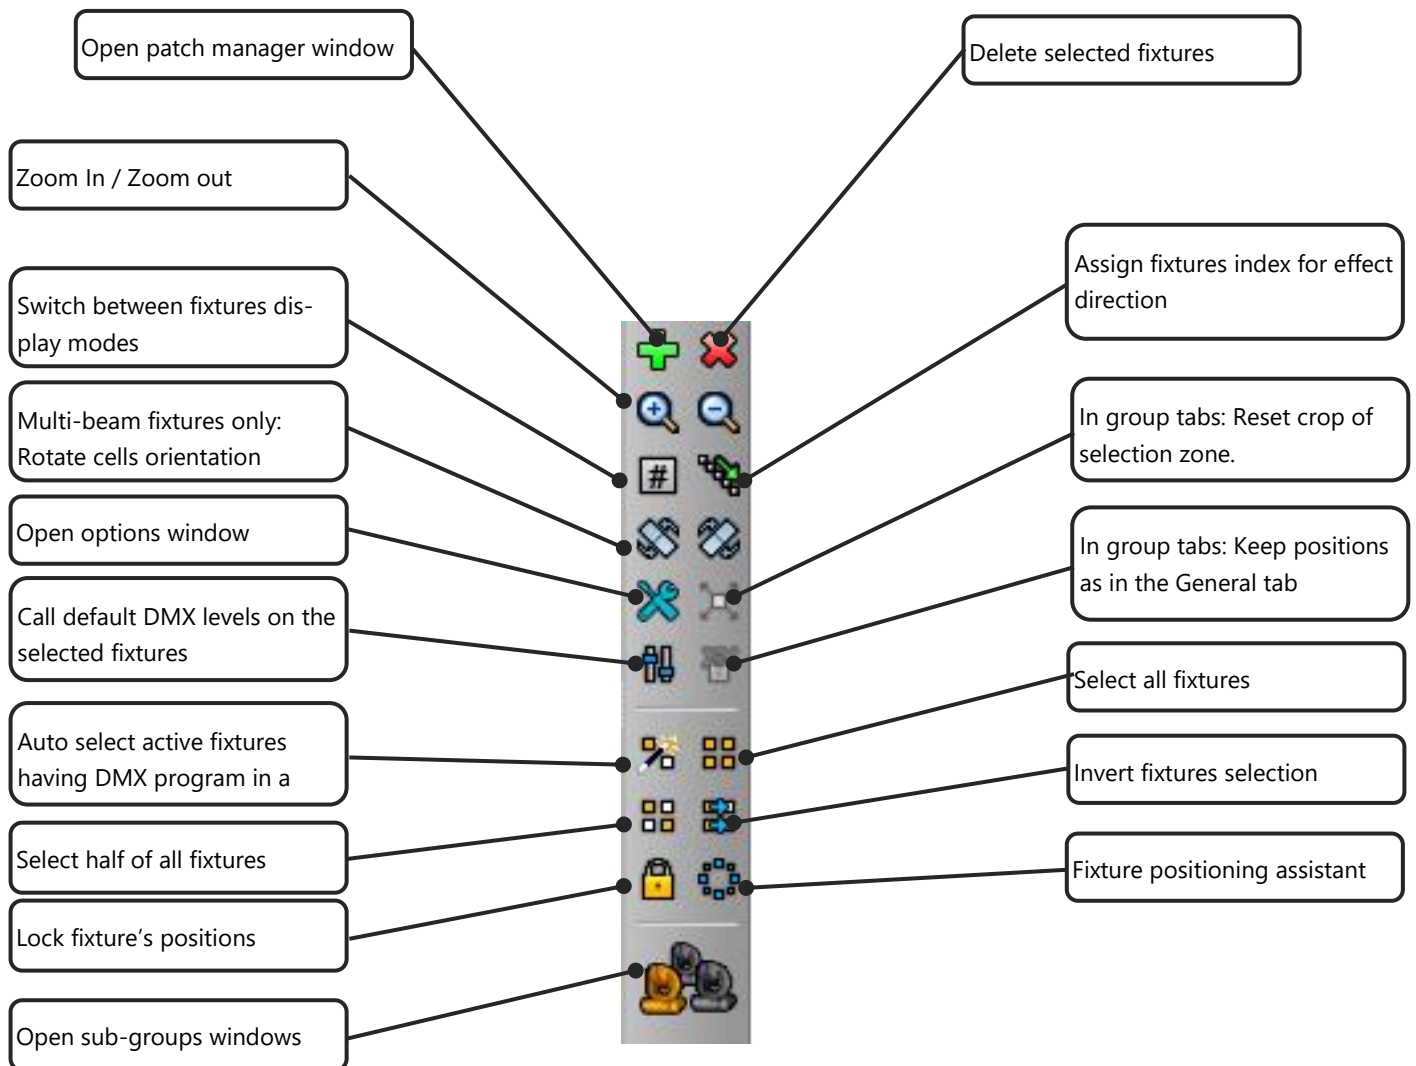 Open patch manager window
Delete selected fixtures
Zoom In / Zoom out
Assign fixtures index for effect
direction
Switch between fixtures dis-
play modes
In group tabs: Reset crop of
selection zone.
Multi-beam fixtures only:
Rotate cells orientation
#
Open options window
In group tabs: Keep positions
as in the General tab
Call default DMX levels on the
selected fixtures
Select all fixtures
Auto select active fixtures
having DMX program in a
Invert fixtures selection
Select half of all fixtures
Fixture positioning assistant
Lock fixture’s positions
Open sub-groups windows